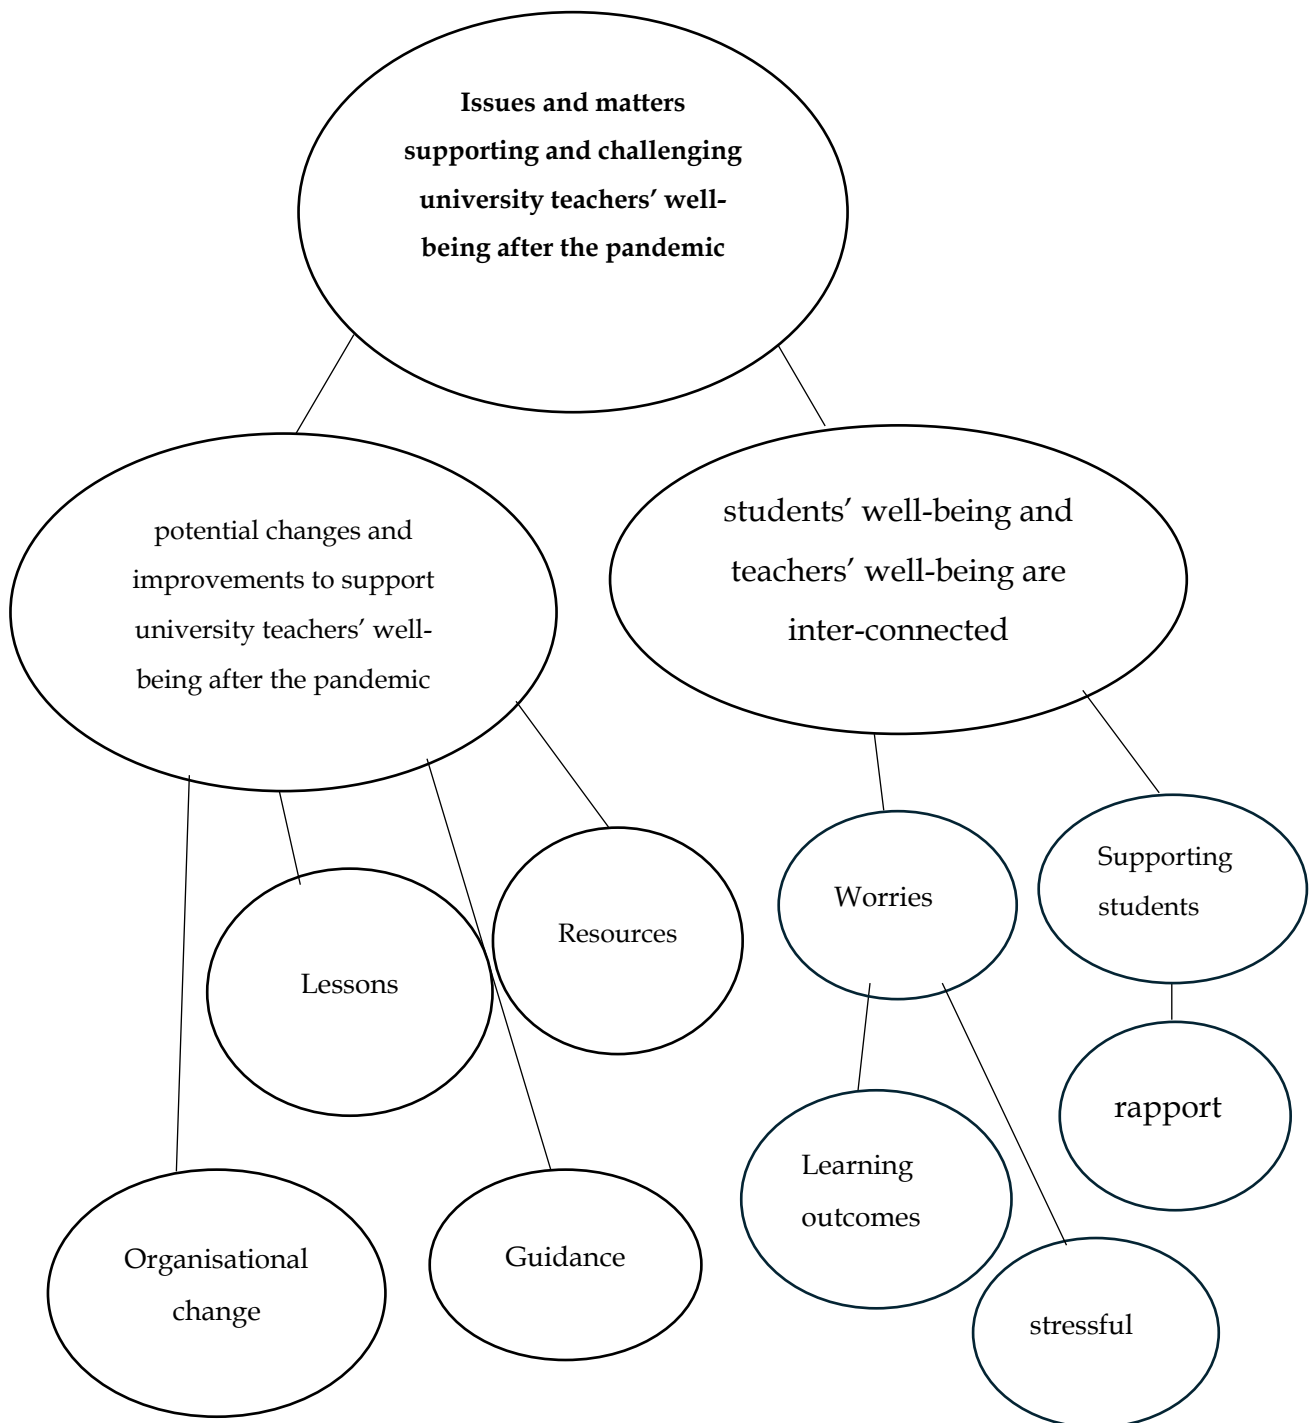 Issues and matters
supporting and challenging
university teachers’ well-
being after the pandemic
potential changes and
improvements to support
university teachers’ well-
being after the pandemic
students’ well-being and
teachers’ well-being are
inter-connected
Lessons
Resources
Worries
Supporting
students
rapport
Organisational
change
Guidance
Learning
outcomes
stressful